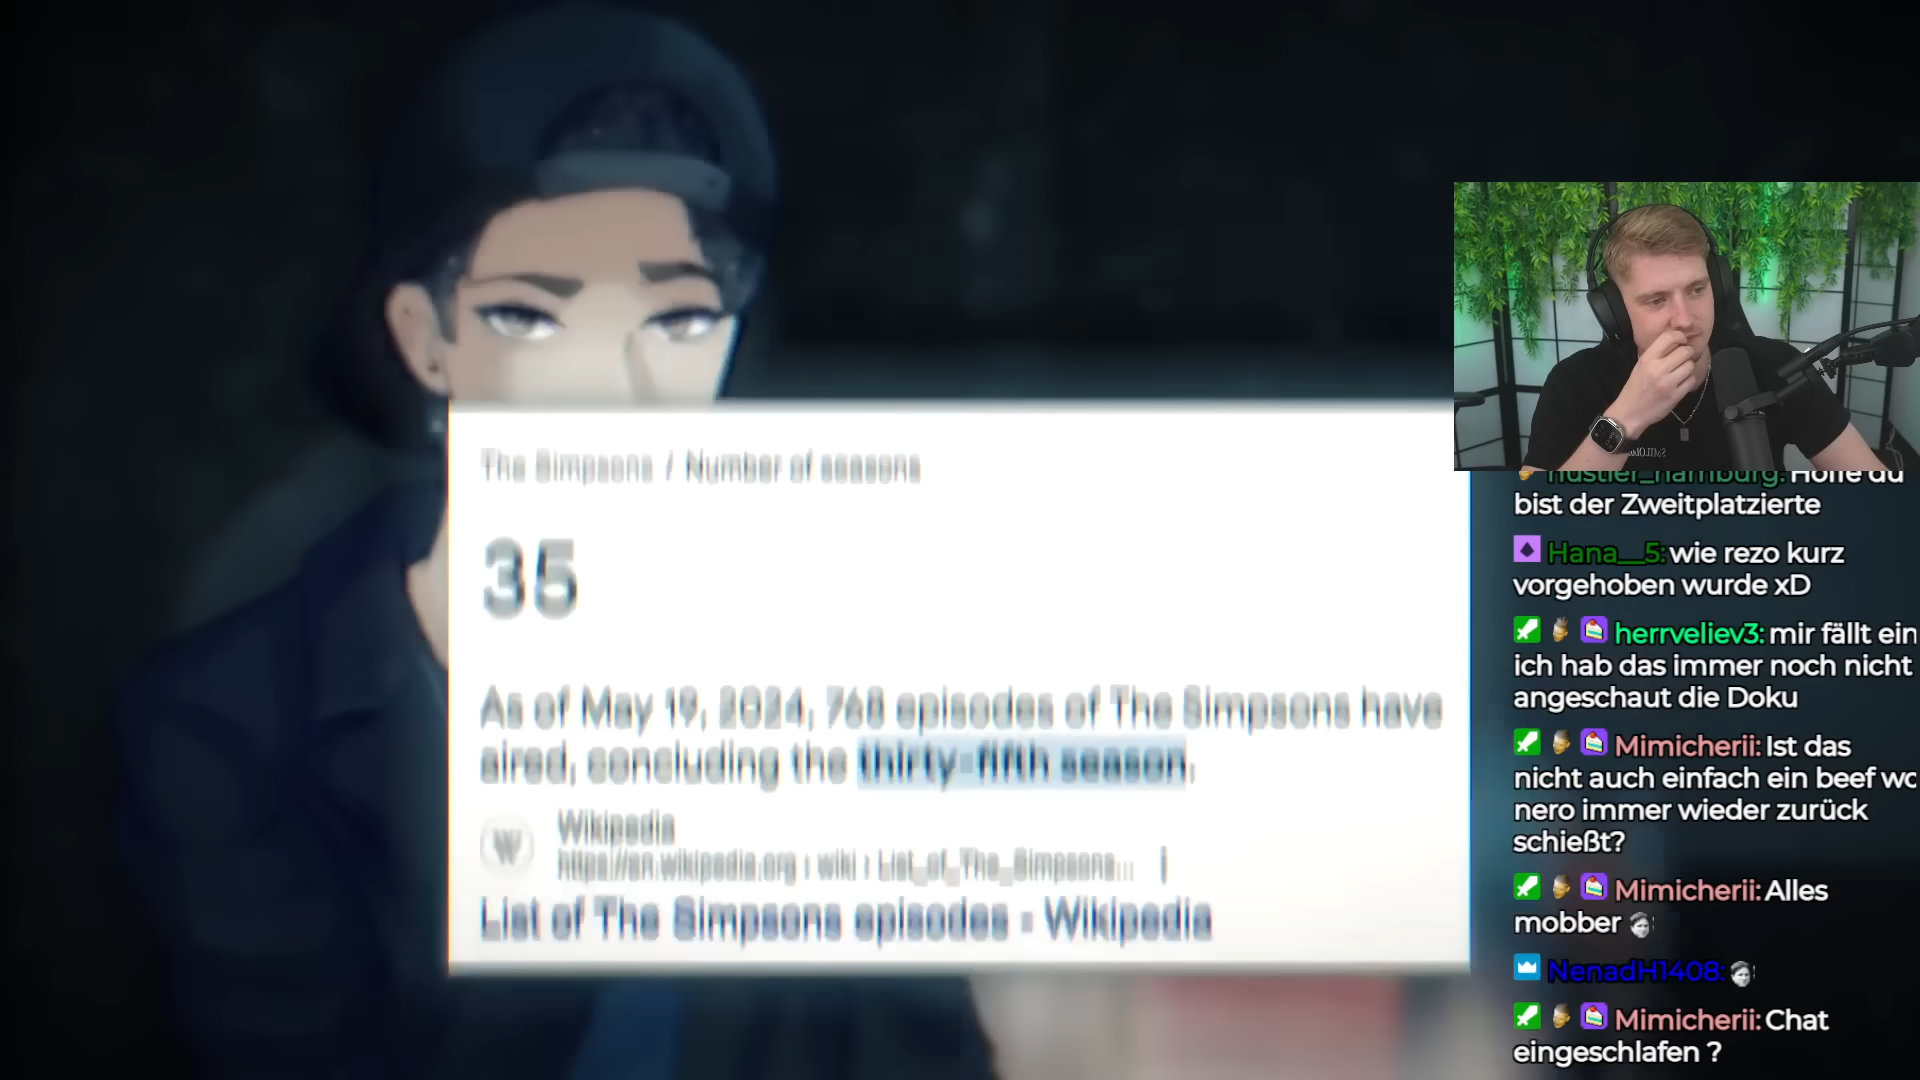 The Simpsons / Number of seasons
35
As of May 19, 2024, 768 episodes of The Simpsons have
aired, concluding the thirty-fifth season.
W
Wikipedia
https://en.wikipedia.org › wiki › List_of_The_Simpsons...
List of The Simpsons episodes - Wikipedia
hustler_hamburg: Hoffe du
bist der Zweitplatzierte
Hana__5: wie rezo kurz
vorgehoben wurde xD
herrveliev3: mir fällt ein
ich hab das immer noch nicht
angeschaut die Doku
Mimicherii: Ist das
nicht auch einfach ein beef wo
nero immer wieder zurück
schießt?
Mimicherii: Alles
mobber
NenadH1408:
Mimicherii: Chat
eingeschlafen ?